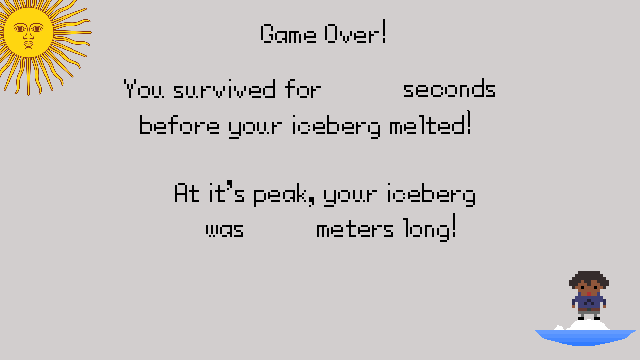 Game Over!
You survived for seconds
before your iceberg melted!
At it's peak, your iceberg
was meters long!